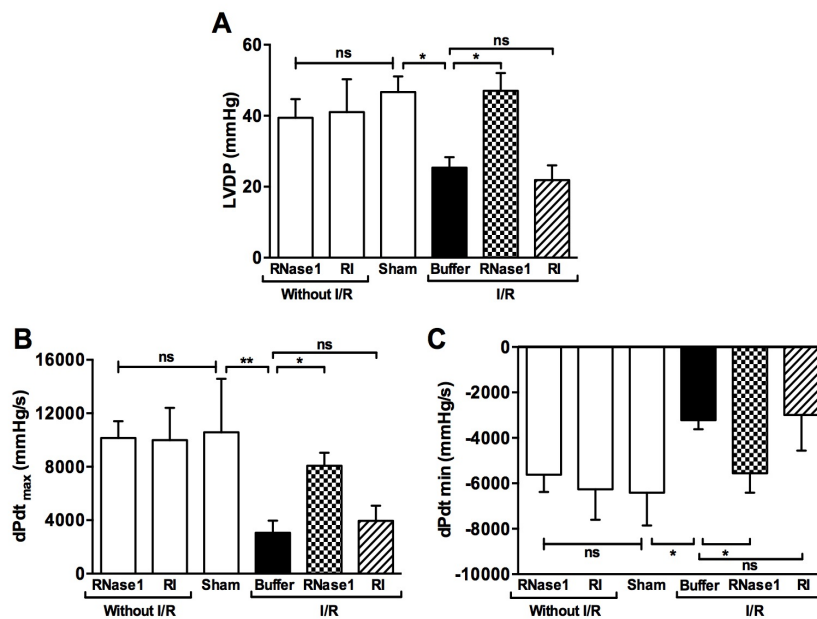 A
ns
ns
* *
60
40
20
0
LVDP (mmHg)
RNase1 RI Sham Buffer RNase1 RI
Without I/R I/R
B
ns
ns ** *
16000
12000
8000
4000
0
dPdt max (mmHg/s)
RNase1 RI Sham Buffer RNase1 RI
Without I/R I/R
C
0
-2000
-4000
-6000
-8000
-10000
dPdt min (mmHg/s)
ns * *
ns
RNase1 RI Sham Buffer RNase1 RI
Without I/R I/R